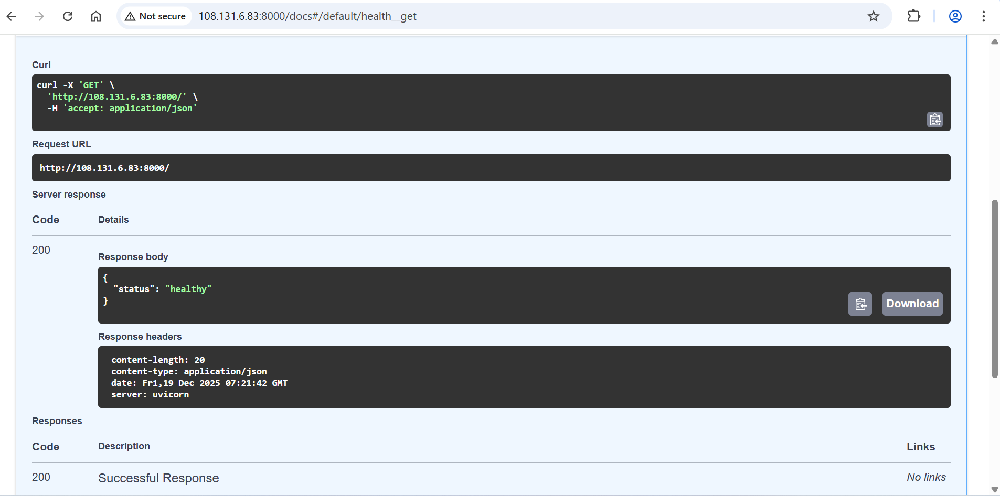 Not secure 108.131.6.83:8000/docs#/default/health__get
Curl
curl -X 'GET' \
'http://108.131.6.83:8000/' \
-H 'accept: application/json'
Request URL
http://108.131.6.83:8000/
Server response
Code Details
200
Response body
{
"status": "healthy"
}
Download
Response headers
content-length: 20
content-type: application/json
date: Fri,19 Dec 2025 07:21:42 GMT
server: uvicorn
Responses
Code Description Links
200 Successful Response No links